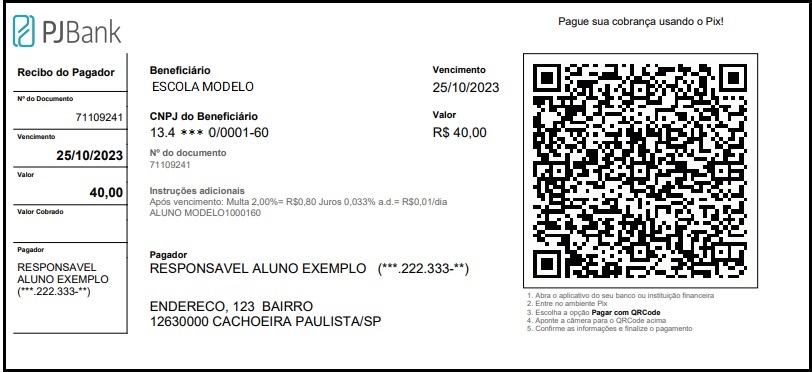 PJBank
Recibo do Pagador
Nº do Documento
71109241
Vencimento
25/10/2023
Valor
40,00
Valor Cobrado
Pagador
RESPONSAVEL
ALUNO EXEMPLO
(***.222.333-**)
Beneficiário
ESCOLA MODELO
Vencimento
25/10/2023
CNPJ do Beneficiário
13.4 *** 0/0001-60
Valor
R$ 40,00
Nº do documento
71109241
Instruções adicionais
Após vencimento: Multa 2,00%= R$0,80 Juros 0,033% a.d.= R$0,01/dia
ALUNO MODELO1000160
Pagador
RESPONSAVEL ALUNO EXEMPLO (***.222.333-**)
ENDERECO, 123 BAIRRO
12630000 CACHOEIRA PAULISTA/SP
Pague sua cobrança usando o Pix!
1. Abra o aplicativo do seu banco ou instituição financeira
2. Entre no ambiente Pix
3. Escolha a opção Pagar com QRCode
4. Aponte a câmera para o QRCode acima
5. Confirme as informações e finalize o pagamento